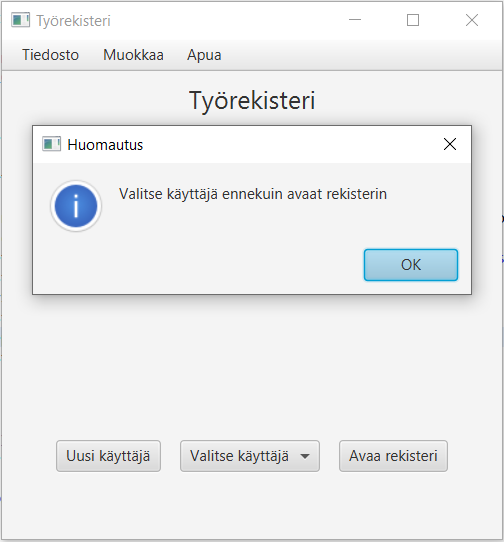 Työrekisteri
Tiedosto Muokkaa Apua
Työrekisteri
Huomautus
Valitse käyttäjä ennekuin avaat rekisterin
OK
Uusi käyttäjä Valitse käyttäjä Avaa rekisteri